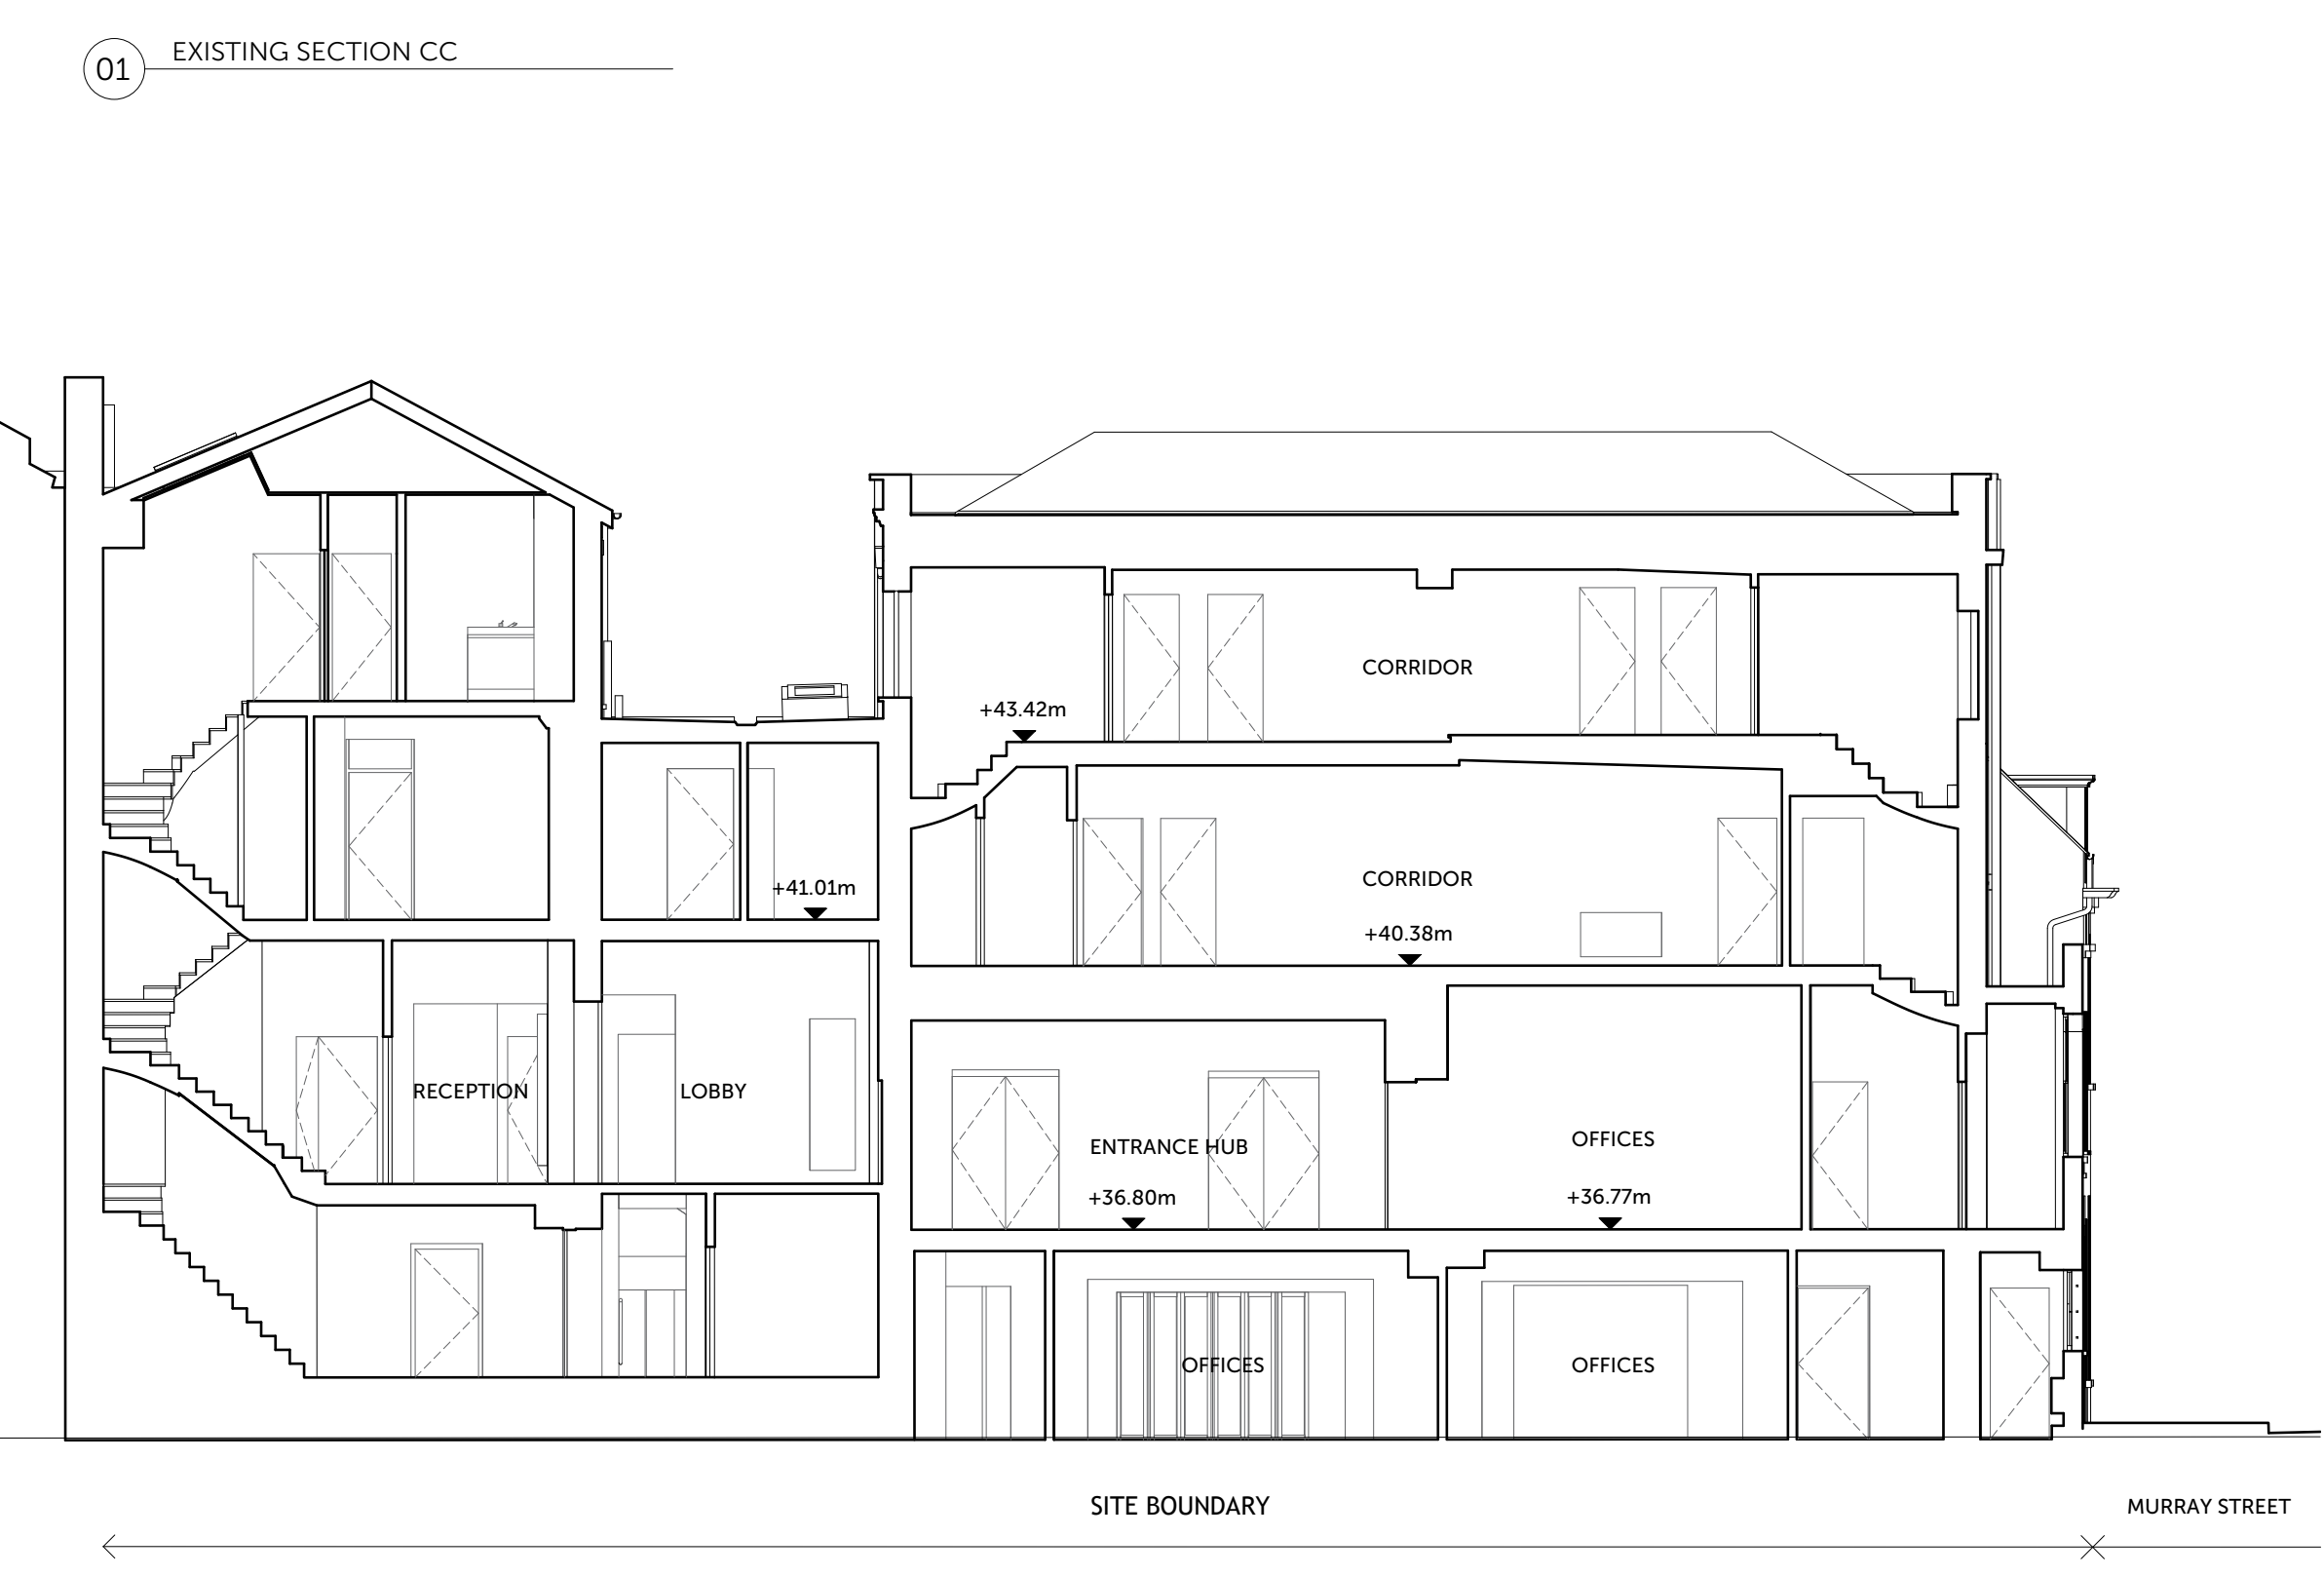 01
EXISTING SECTION CC
CORRIDOR
+43.42m
CORRIDOR
+41.01m
+40.38m
RECEPTION
LOBBY
ENTRANCE HUB
OFFICES
+36.80m
+36.77m
OFFICES
OFFICES
SITE BOUNDARY
MURRAY STREET